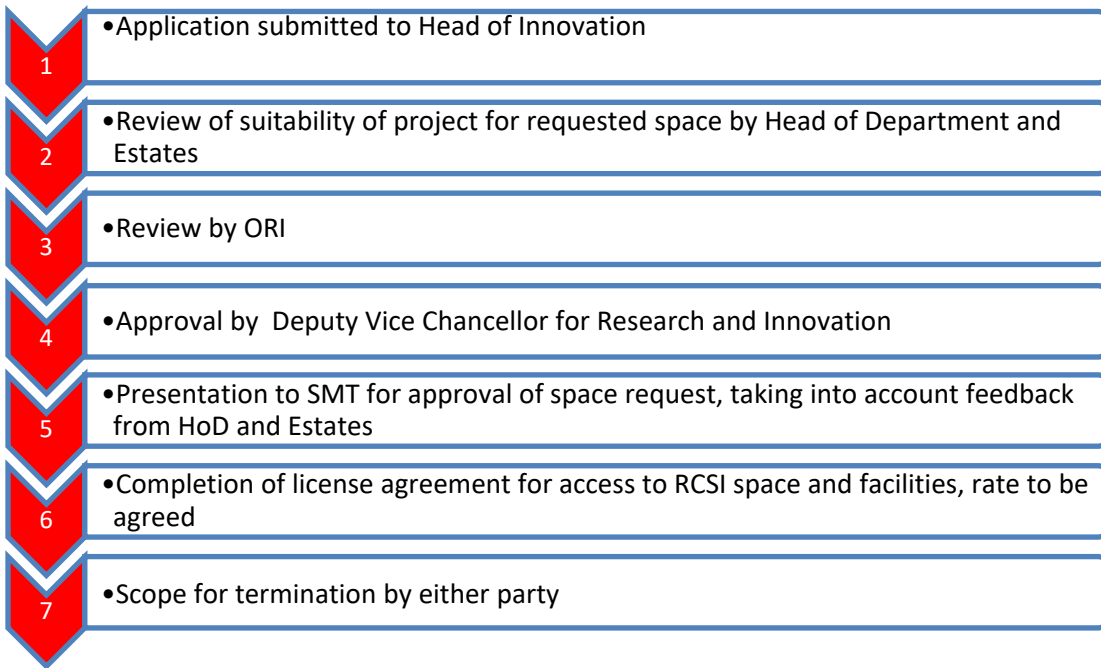 1
•Application submitted to Head of Innovation
2
•Review of suitability of project for requested space by Head of Department and
Estates
3
•Review by ORI
4
•Approval by  Deputy Vice Chancellor for Research and Innovation
5
•Presentation to SMT for approval of space request, taking into account feedback
from HoD and Estates
6
•Completion of license agreement for access to RCSI space and facilities, rate to be
agreed
7
•Scope for termination by either party